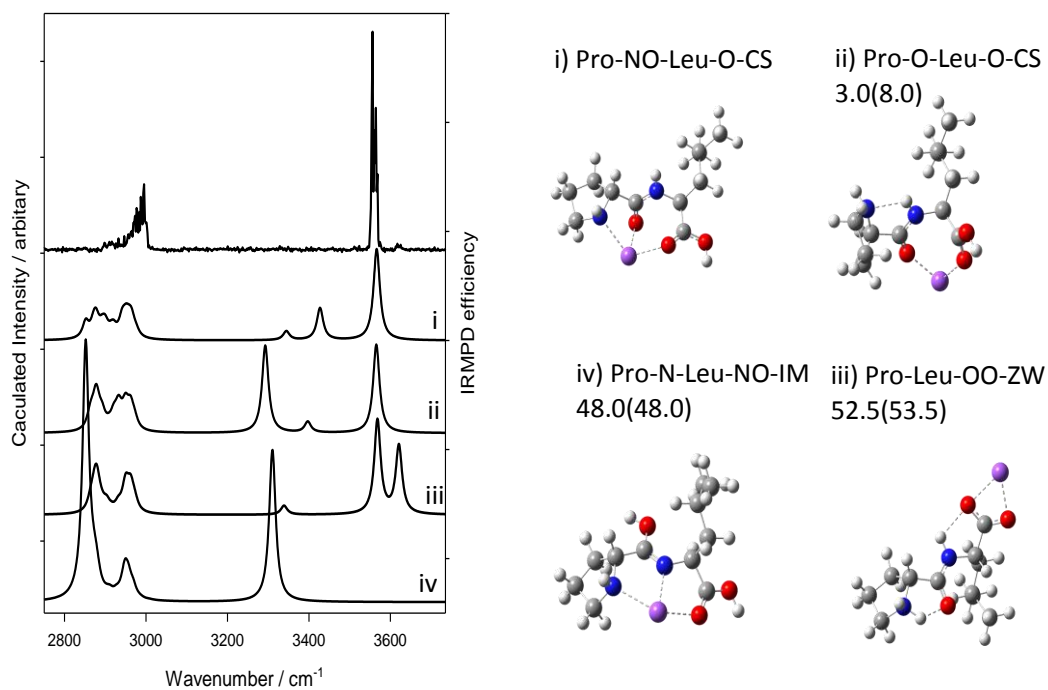 Caculated Intensity / arbitary
IRMPD efficiency
i
ii
iii
iv
2800 3000 3200 3400 3600
Wavenumber / cm-1
i) Pro-NO-Leu-O-CS
ii) Pro-O-Leu-O-CS
3.0(8.0)
iv) Pro-N-Leu-NO-IM
48.0(48.0)
iii) Pro-Leu-OO-ZW
52.5(53.5)